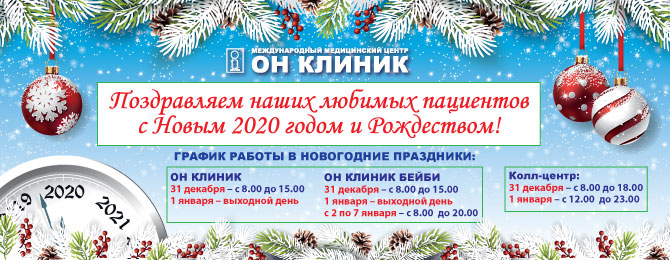 МЕЖДУНАРОДНЫЙ МЕДИЦИНСКИЙ ЦЕНТР
ОН КЛИНИК
Поздравляем наших любимых пациентов
с Новым 2020 годом и Рождеством!
ГРАФИК РАБОТЫ В НОВОГОДНИЕ ПРАЗДНИКИ:
ОН КЛИНИК
31 декабря – с 8.00 до 15.00
1 января – выходной день
ОН КЛИНИК БЕЙБИ
31 декабря – с 8.00 до 15.00
1 января – выходной день
с 2 по 7 января – с 8.00 до 20.00
Колл-центр:
31 декабря – с 8.00 до 18.00
1 января – с 12.00 до 23.00
2020
2021